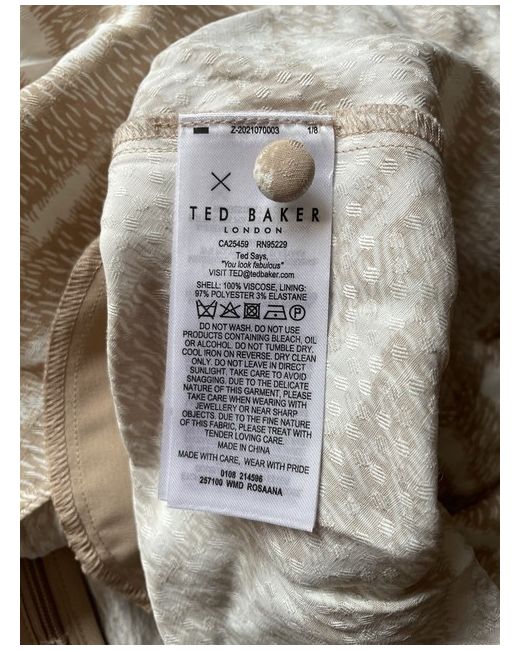 Z-2021070003 1/8
TED BAKER
LONDON
CA25459 RN95229
Ted Says,
"You look fabulous"
VISIT TED@tedbaker.com
SHELL: 100% VISCOSE, LINING:
97% POLYESTER 3% ELASTANE
P
DO NOT WASH. DO NOT USE
PRODUCTS CONTAINING BLEACH, OIL
OR ALCOHOL. DO NOT TUMBLE DRY.
COOL IRON ON REVERSE. DRY CLEAN
ONLY. DO NOT LEAVE IN DIRECT
SUNLIGHT. TAKE CARE TO AVOID
SNAGGING. DUE TO THE DELICATE
NATURE OF THIS GARMENT, PLEASE
TAKE CARE WHEN WEARING WITH
JEWELLERY OR NEAR SHARP
OBJECTS. DUE TO THE FINE NATURE
OF THIS FABRIC, PLEASE TREAT WITH
TENDER LOVING CARE.
MADE IN CHINA
MADE WITH CARE, WEAR WITH PRIDE
0108 214596
257100 WMD ROSAANA